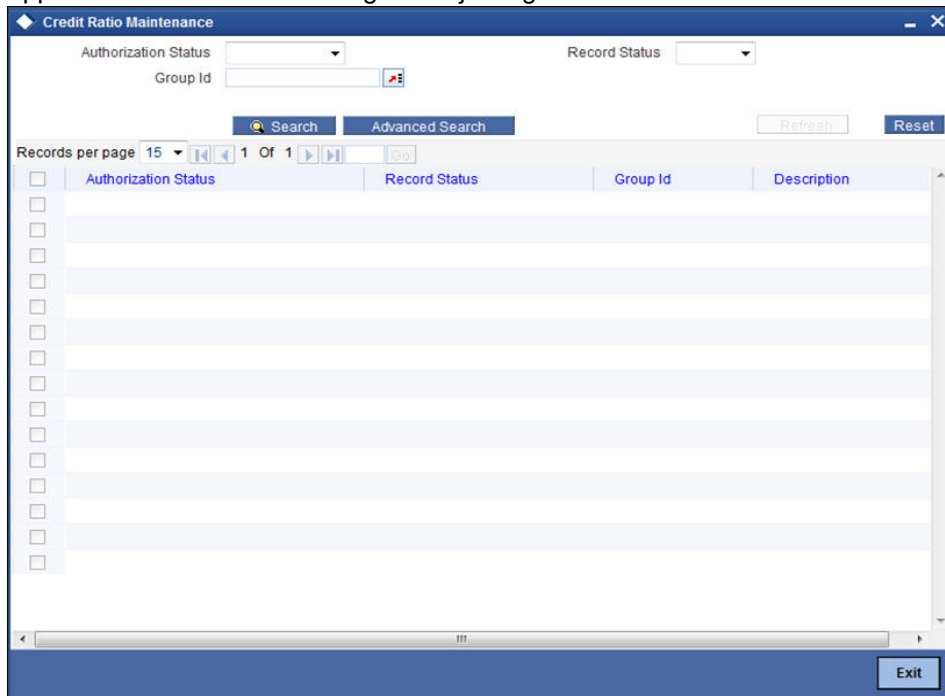 Credit Ratio Maintenance
Authorization Status Record Status
Group Id
Search Advanced Search Refresh Reset
Records per page 15 1 Of 1 Go
Authorization Status Record Status Group Id Description
Exit